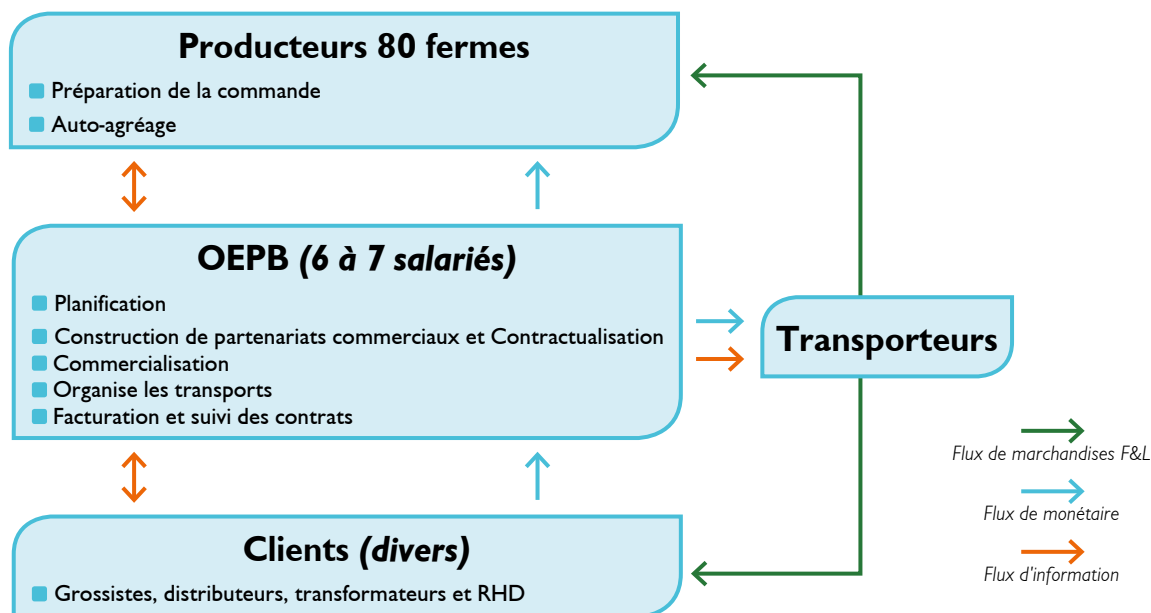 Producteurs 80 fermes
Préparation de la commande
Auto-agréage
OEPB (6 à 7 salariés)
Planification
Construction de partenariats commerciaux et Contractualisation
Commercialisation
Organise les transports
Facturation et suivi des contrats
Transporteurs
Clients (divers)
Grossistes, distributeurs, transformateurs et RHD
Flux de marchandises F&L
Flux de monétaire
Flux d'information